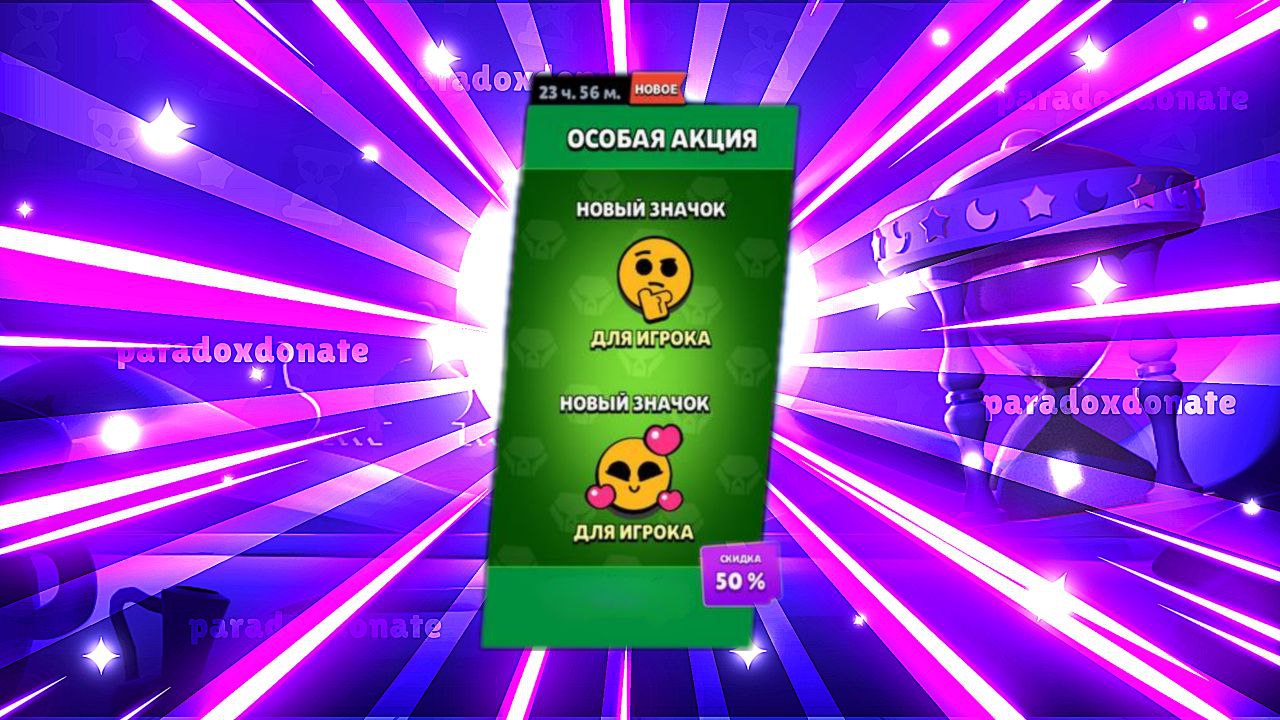 paradoxdonate
23 ч. 56 м.
НОВОЕ
paradoxdonate
ОСОБАЯ АКЦИЯ
НОВЫЙ ЗНАЧОК
ДЛЯ ИГРОКА
paradoxdonate
НОВЫЙ ЗНАЧОК
paradoxdonate
ДЛЯ ИГРОКА
СКИДКА
50 %
paradoxdonate